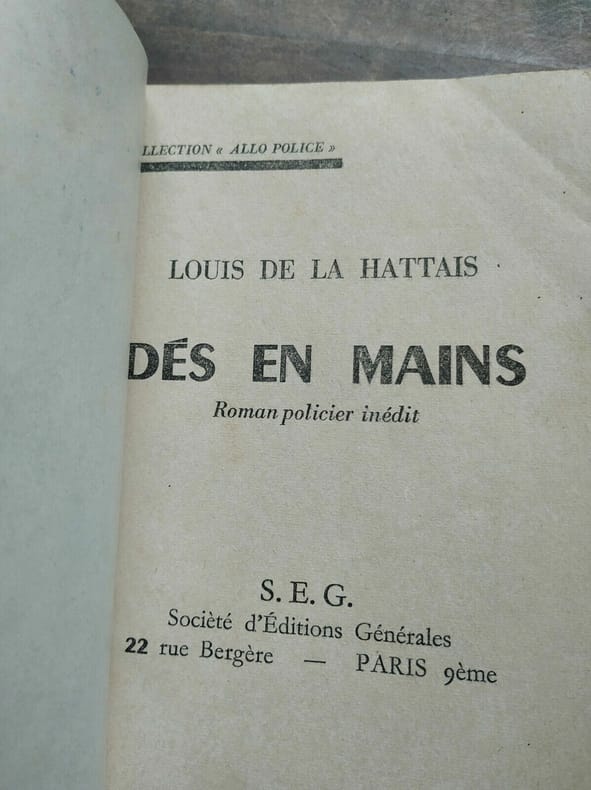 LLECTION « ALLO POLICE »
LOUIS DE LA HATTAIS
DÉS EN MAINS
Roman policier inédit
S. E. G.
Socièté d'Éditions Générales
22 rue Bergère — PARIS 9ème